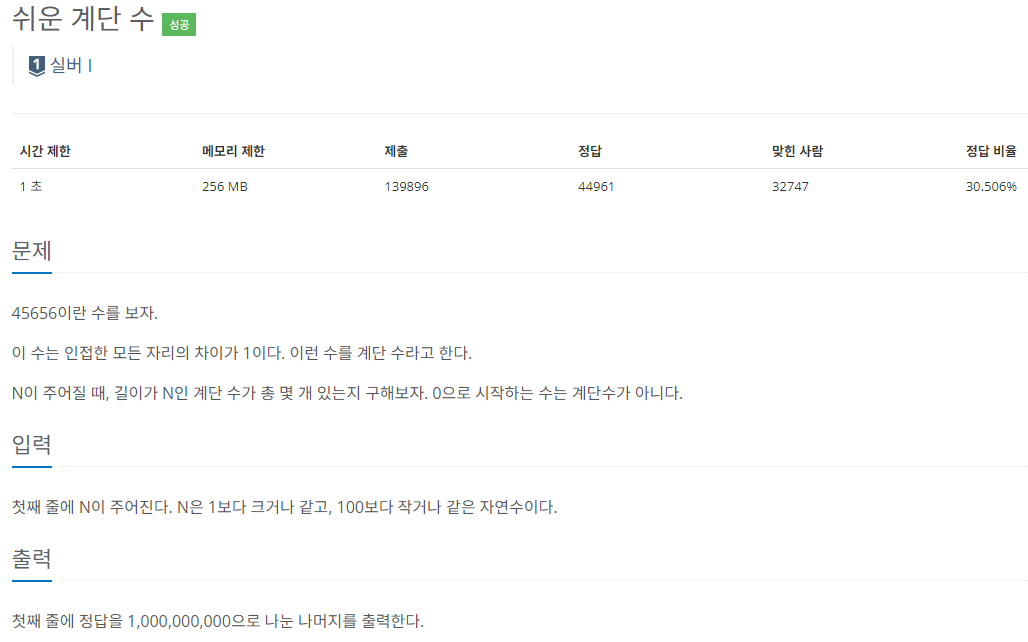 쉬운 계단 수 성공
1 실버 I
시간 제한 메모리 제한 제출 정답 맞힌 사람 정답 비율
1 초 256 MB 139896 44961 32747 30.506%
문제
45656이란 수를 보자.
이 수는 인접한 모든 자리의 차이가 1이다. 이런 수를 계단 수라고 한다.
N이 주어질 때, 길이가 N인 계단 수가 총 몇 개 있는지 구해보자. 0으로 시작하는 수는 계단수가 아니다.
입력
첫째 줄에 N이 주어진다. N은 1보다 크거나 같고, 100보다 작거나 같은 자연수이다.
출력
첫째 줄에 정답을 1,000,000,000으로 나눈 나머지를 출력한다.